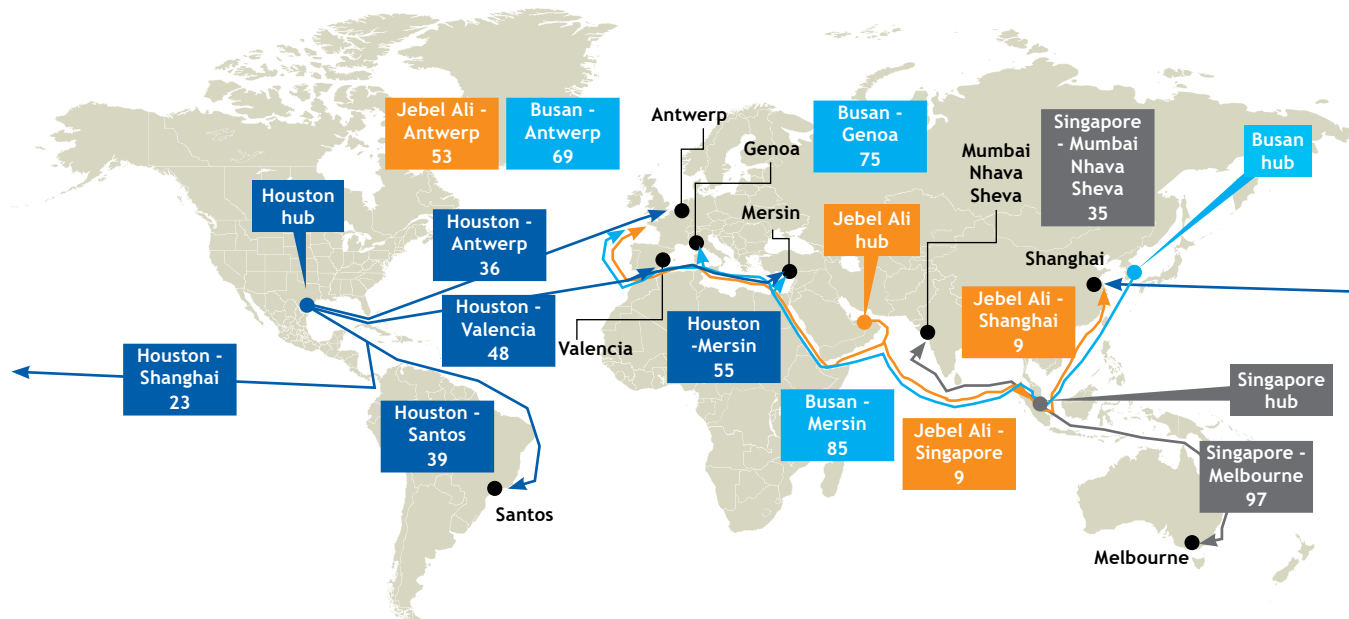 Jebel Ali -
Antwerp
53
Busan -
Antwerp
69
Antwerp
Genoa
Busan -
Genoa
75
Mumbai
Nhava
Sheva
Singapore
- Mumbai
Nhava
Sheva
35
Busan
hub
Houston
hub
Houston -
Antwerp
36
Mersin
Jebel Ali
hub
Shanghai
Houston -
Valencia
48
Valencia
Houston
-Mersin
55
Jebel Ali -
Shanghai
9
Houston -
Shanghai
23
Singapore
hub
Houston -
Santos
39
Busan -
Mersin
85
Jebel Ali -
Singapore
9
Singapore -
Melbourne
97
Santos
Melbourne